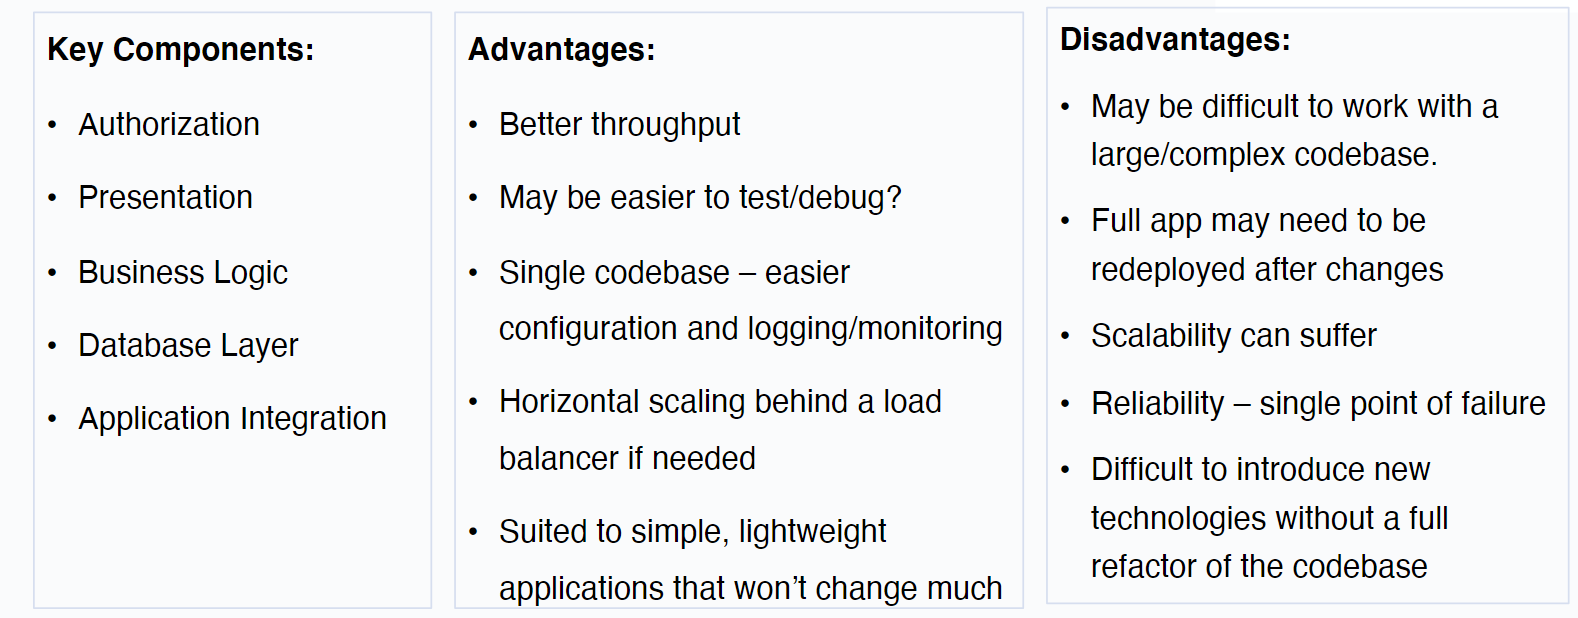 Key Components:
• Authorization
• Presentation
• Business Logic
• Database Layer
• Application Integration
Advantages:
• Better throughput
• May be easier to test/debug?
• Single codebase – easier
configuration and logging/monitoring
• Horizontal scaling behind a load
balancer if needed
• Suited to simple, lightweight
applications that won’t change much
Disadvantages:
• May be difficult to work with a
large/complex codebase.
• Full app may need to be
redeployed after changes
• Scalability can suffer
• Reliability – single point of failure
• Difficult to introduce new
technologies without a full
refactor of the codebase